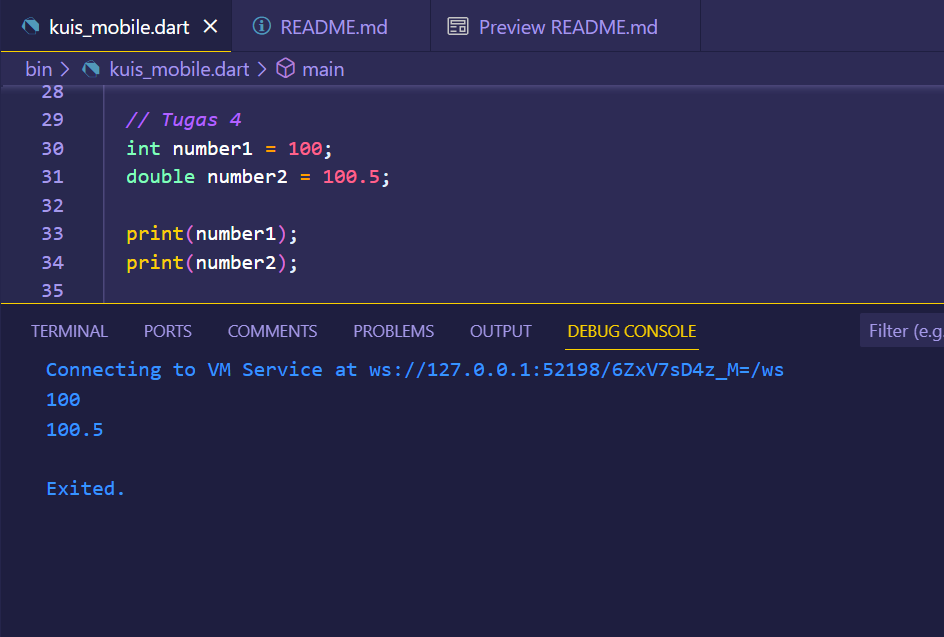 kuis_mobile.dart README.md Preview README.md
bin > kuis_mobile.dart > main
28
29 // Tugas 4
30 int number1 = 100;
31 double number2 = 100.5;
32
33 print(number1);
34 print(number2);
35
TERMINAL PORTS COMMENTS PROBLEMS OUTPUT DEBUG CONSOLE Filter (e.g.
Connecting to VM Service at ws://127.0.0.1:52198/6ZxV7sD4z_M=/ws
100
100.5
Exited.